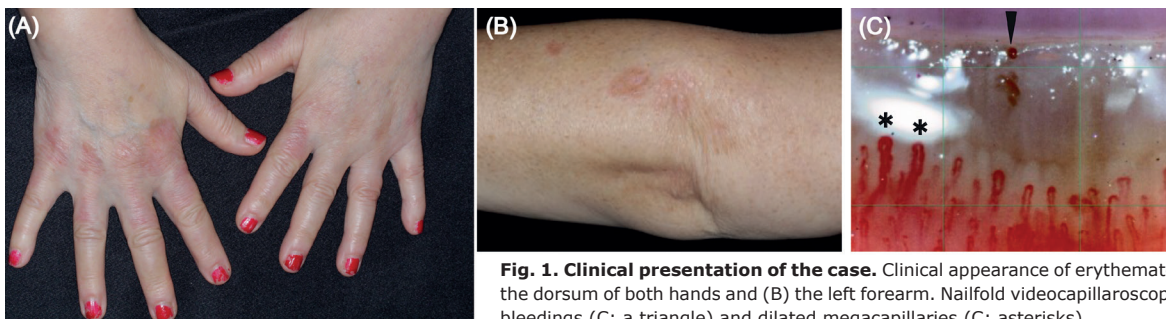 (A)
(B)
(C)
*
*
Fig. 1. Clinical presentation of the case. Clinical appearance of erythemat
the dorsum of both hands and (B) the left forearm. Nailfold videocapillaroscop
bleedings (C: a triangle) and dilated megacapillaries (C: asterisks).